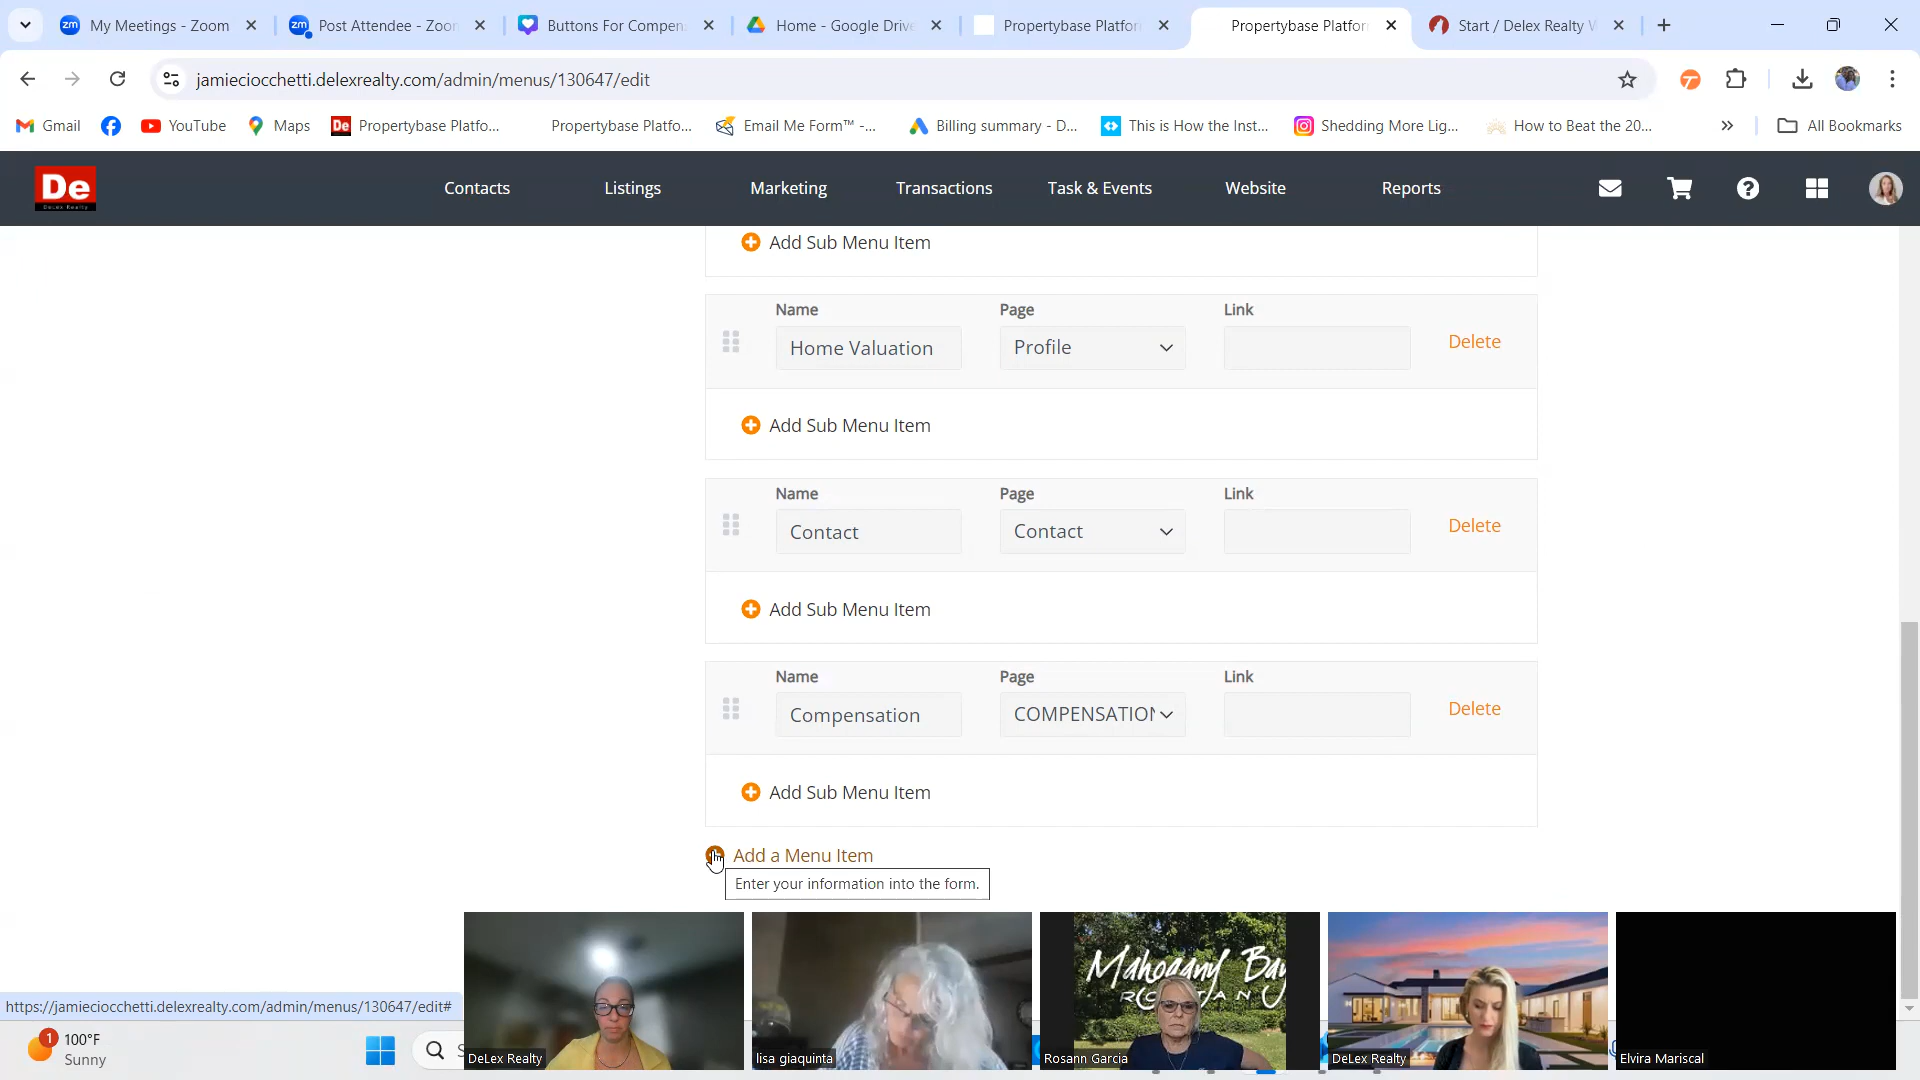 My Meetings - Zoom
Post Attendee - Zoom
Buttons For Compens
Home - Google Drive
Propertybase Platfor
Propertybase Platfor
Start / Delex Realty W
jamieciocchetti.delexrealty.com/admin/menus/130647/edit
Gmail
YouTube
Maps
De
Propertybase Platfo...
Propertybase Platfo...
Email Me Form™ -...
Billing summary - D...
This is How the Inst...
Shedding More Lig...
How to Beat the 20...
All Bookmarks
De
DeLex Realty
Contacts
Listings
Marketing
Transactions
Task & Events
Website
Reports
Add Sub Menu Item
Name
Page
Link
Home Valuation
Profile
Delete
Add Sub Menu Item
Name
Page
Link
Contact
Contact
Delete
Add Sub Menu Item
Name
Page
Link
Compensation
COMPENSATION
Delete
Add Sub Menu Item
Add a Menu Item
Enter your information into the form.
https://jamieciocchetti.delexrealty.com/admin/menus/130647/edit#
1
100°F
Sunny
S
DeLex Realty
lisa giaquinta
Mahogany Bay
Rosann Garcia
DeLex Realty
Elvira Mariscal